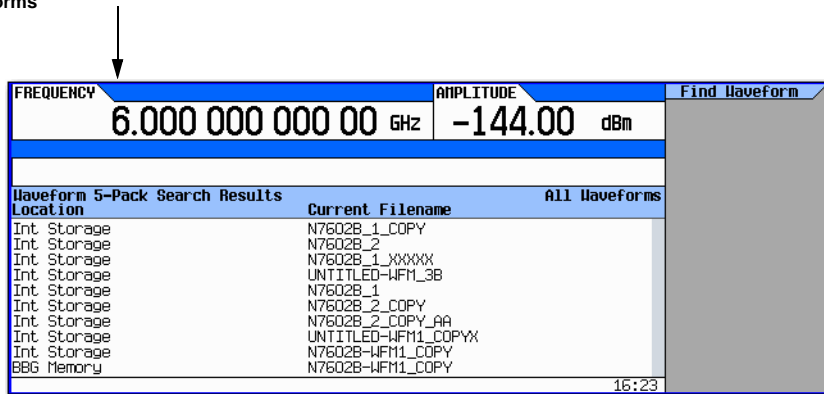 FREQUENCY AMPLITUDE Find Waveform
6.000 000 000 00 GHz -144.00 dBm
Waveform 5-Pack Search Results All Waveforms
Location Current Filename
Int Storage N7602B_1_COPY
Int Storage N7602B_2
Int Storage N7602B_1_XXXXX
Int Storage UNTITLED-WFM_3B
Int Storage N7602B_1
Int Storage N7602B_2_COPY
Int Storage N7602B_2_COPY_AA
Int Storage UNTITLED-WFM1_COPYX
Int Storage N7602B-WFM1_COPY
BBG Memory N7602B-WFM1_COPY
16:23